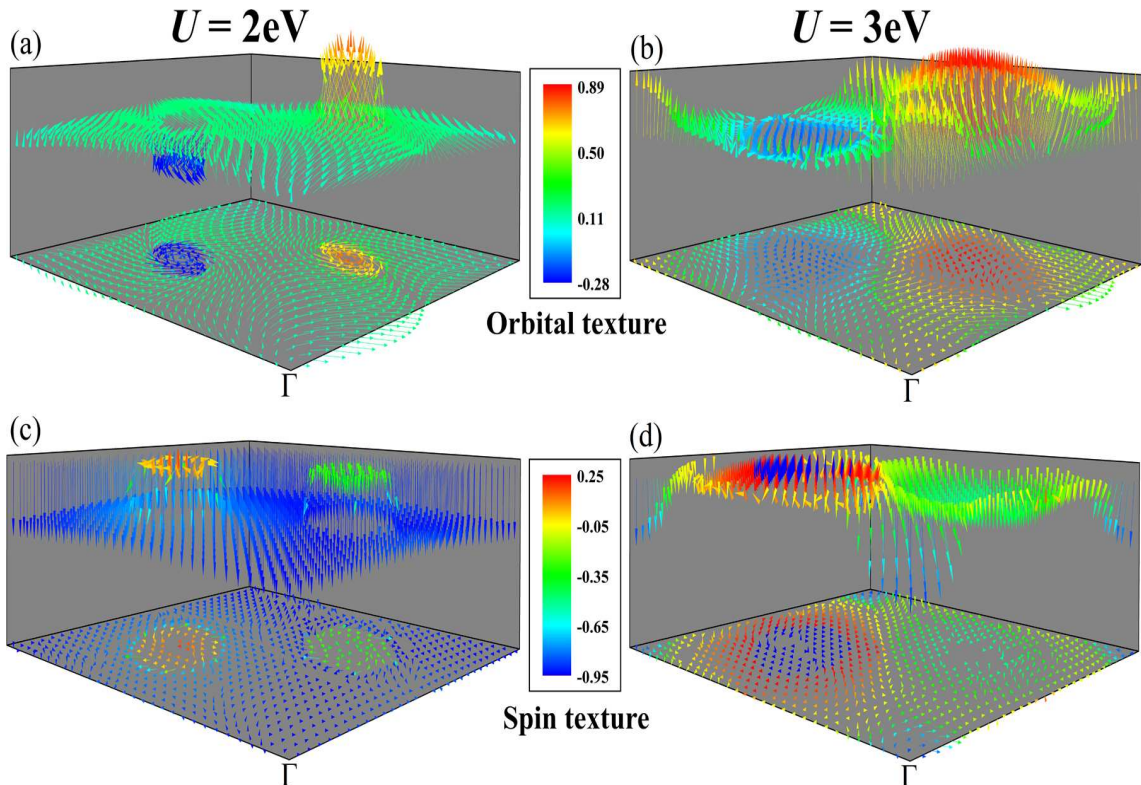 U = 2eV
U = 3eV
(a)
(b)
0.89
0.50
0.11
-0.28
Orbital texture
Γ
Γ
(c)
(d)
0.25
-0.05
-0.35
-0.65
-0.95
Spin texture
Γ
Γ